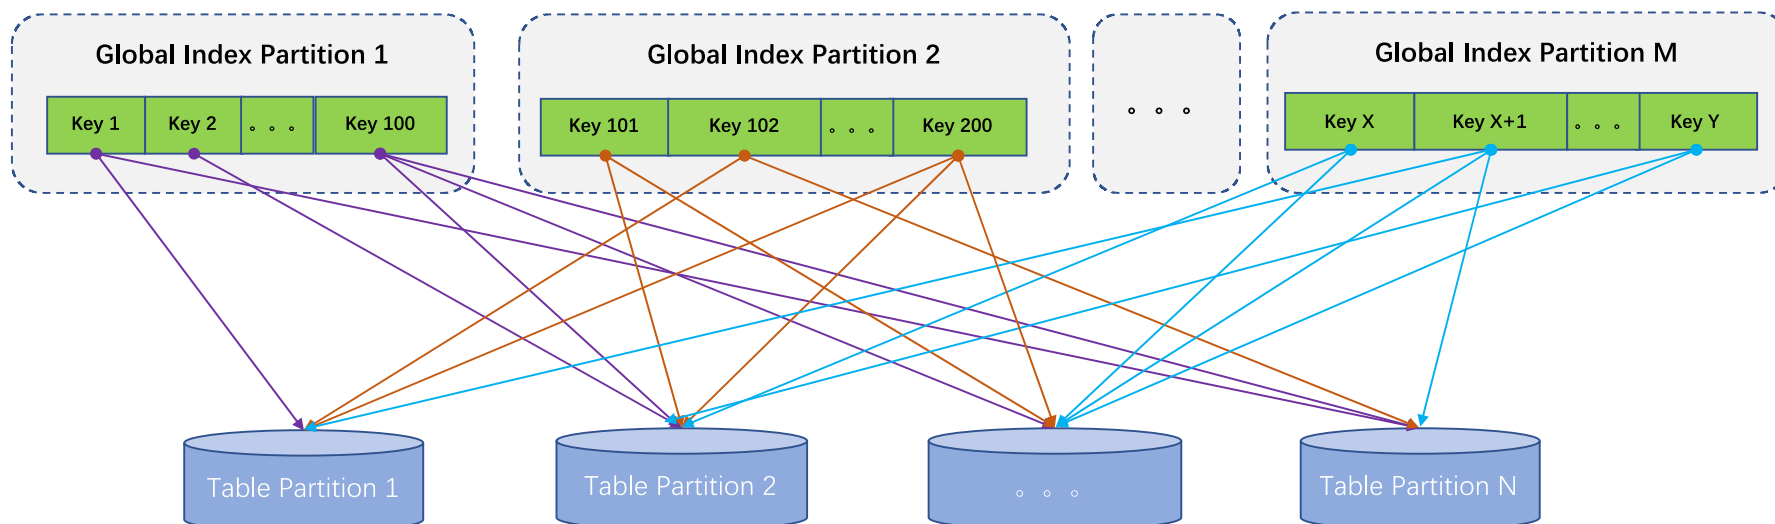 Global Index Partition 1
Key 1
Key 2
。。。
Key 100
Global Index Partition 2
Key 101
Key 102
。。。
Key 200
。。。
Global Index Partition M
Key X
Key X+1
。。。
Key Y
Table Partition 1
Table Partition 2
。。。
Table Partition N